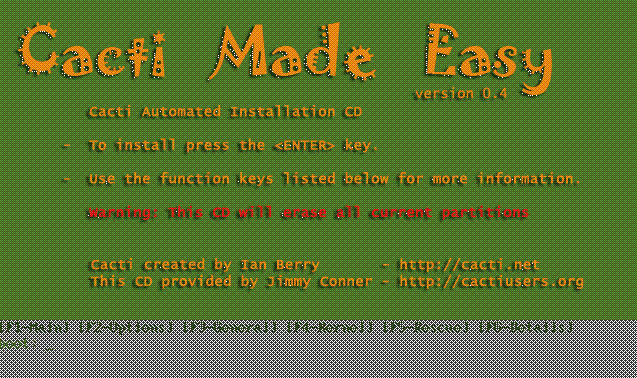 Cacti Made Easy
version 0.4
Cacti Automated Installation CD
- To install press the <ENTER> key.
- Use the function keys listed below for more information.
Warning: This CD will erase all current partitions
Cacti created by Ian Berry - http://cacti.net
This CD provided by Jimmy Conner - http://cactiusers.org
[F1-Main] [F2-Options] [F3-General] [F4-Kernel] [F5-Rescue] [F6-Details]
boot: